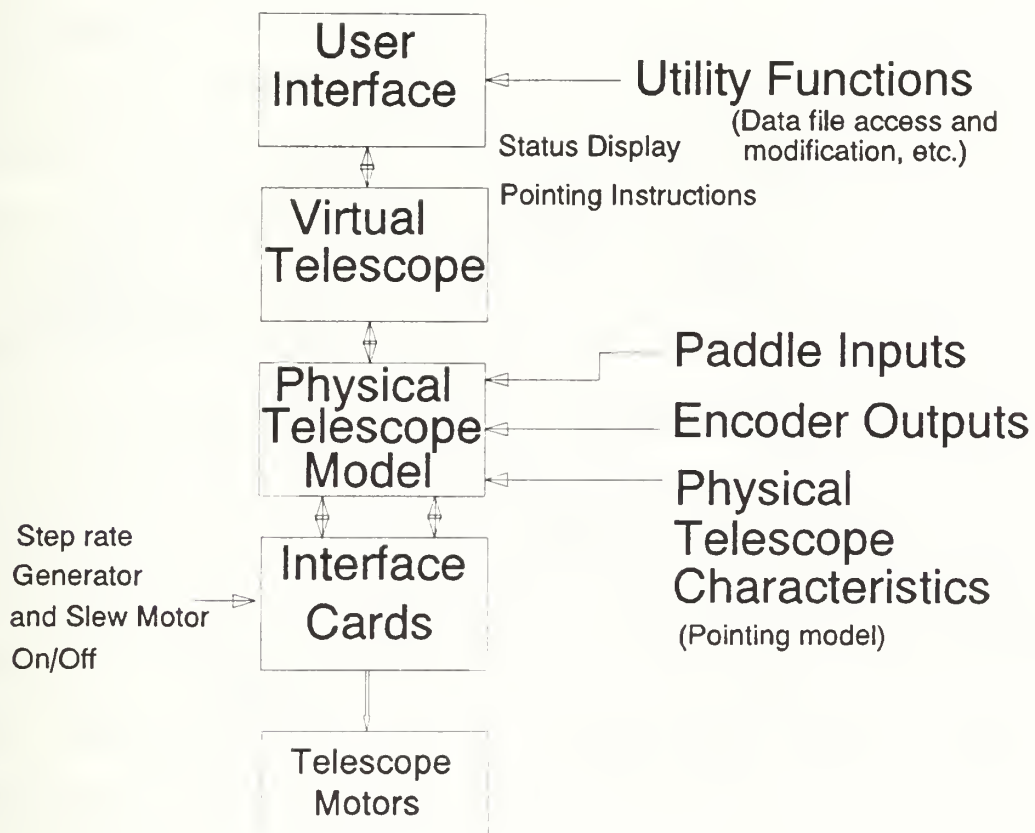 User
Interface
Utility Functions
(Data file access and
modification, etc.)
Status Display
Pointing Instructions
Virtual
Telescope
Physical
Telescope
Model
Paddle Inputs
Encoder Outputs
Physical
Telescope
Characteristics
(Pointing model)
Step rate
Generator
and Slew Motor
On/Off
Interface
Cards
Telescope
Motors